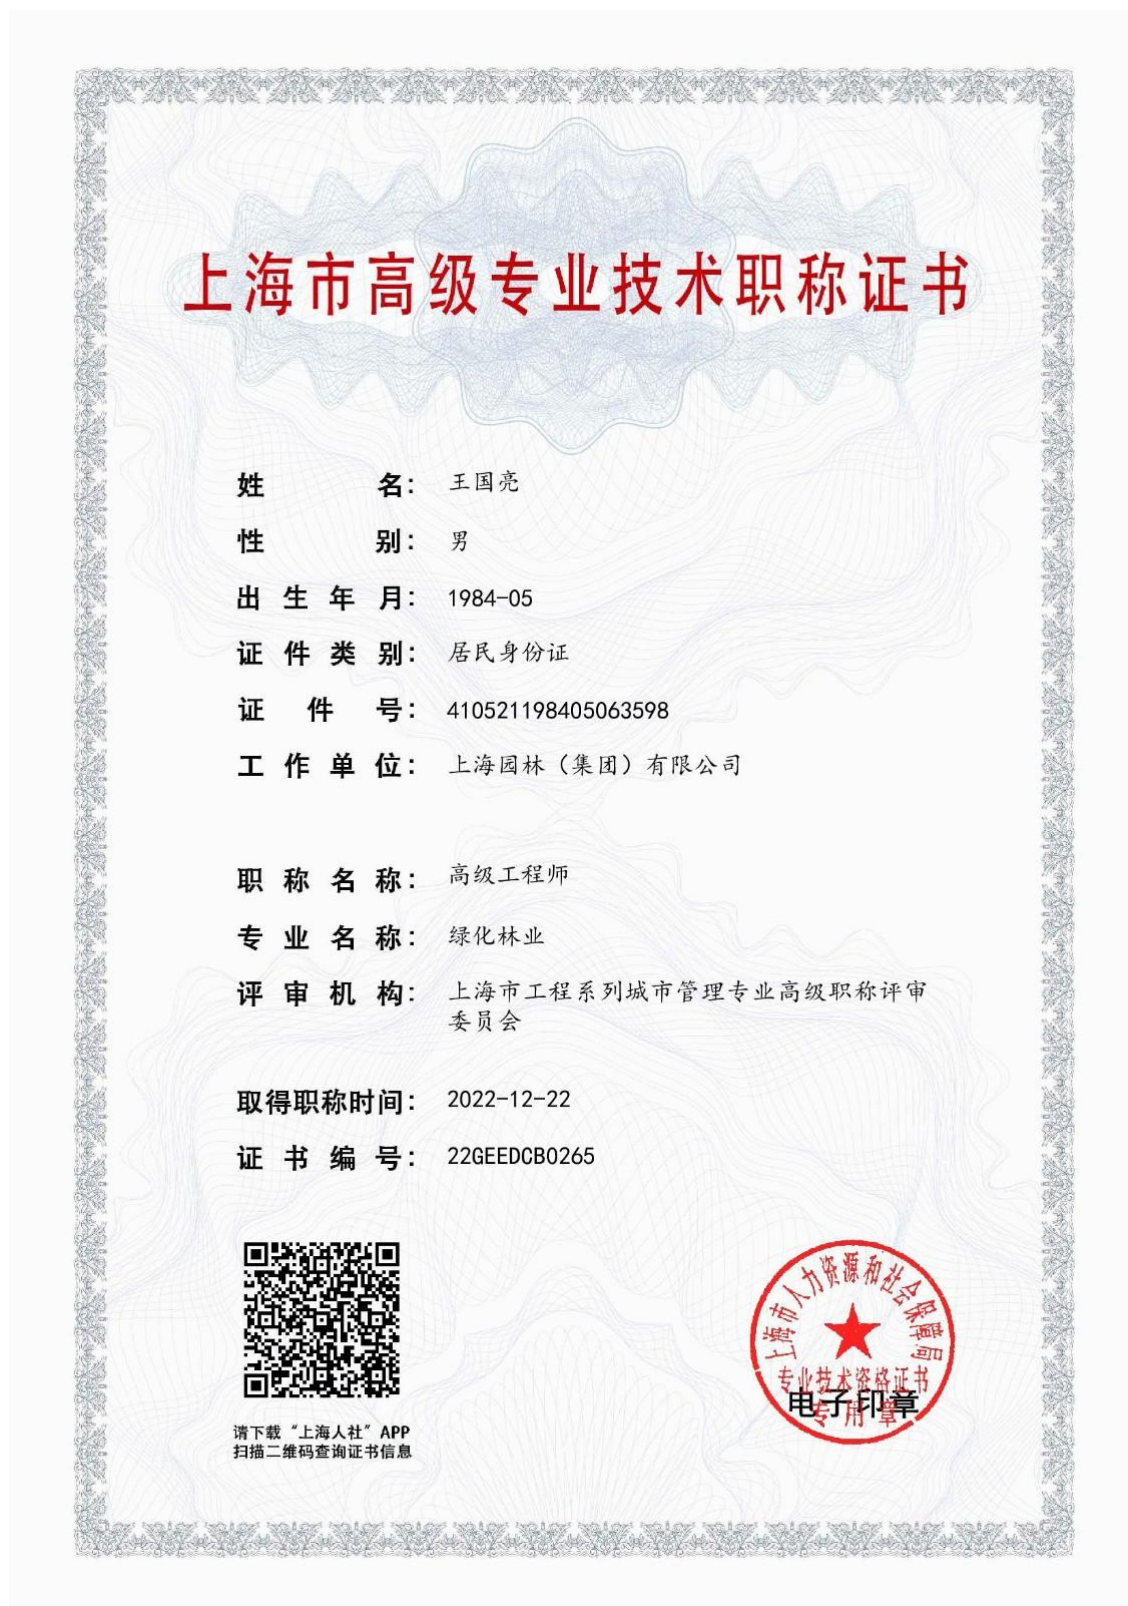 上海市高级专业技术职称证书
姓名： 王国亮
性别： 男
出生年月： 1984-05
证件类别： 居民身份证
证件号： 410521198405063598
工作单位： 上海园林（集团）有限公司
职称名称： 高级工程师
专业名称： 绿化林业
评审机构： 上海市工程系列城市管理专业高级职称评审
委员会
取得职称时间： 2022-12-22
证书编号： 22GEEDCB0265
上海市人力资源和社会保障局
专业技术资格证书
电子印章
专用章
请下载“上海人社”APP
扫描二维码查询证书信息